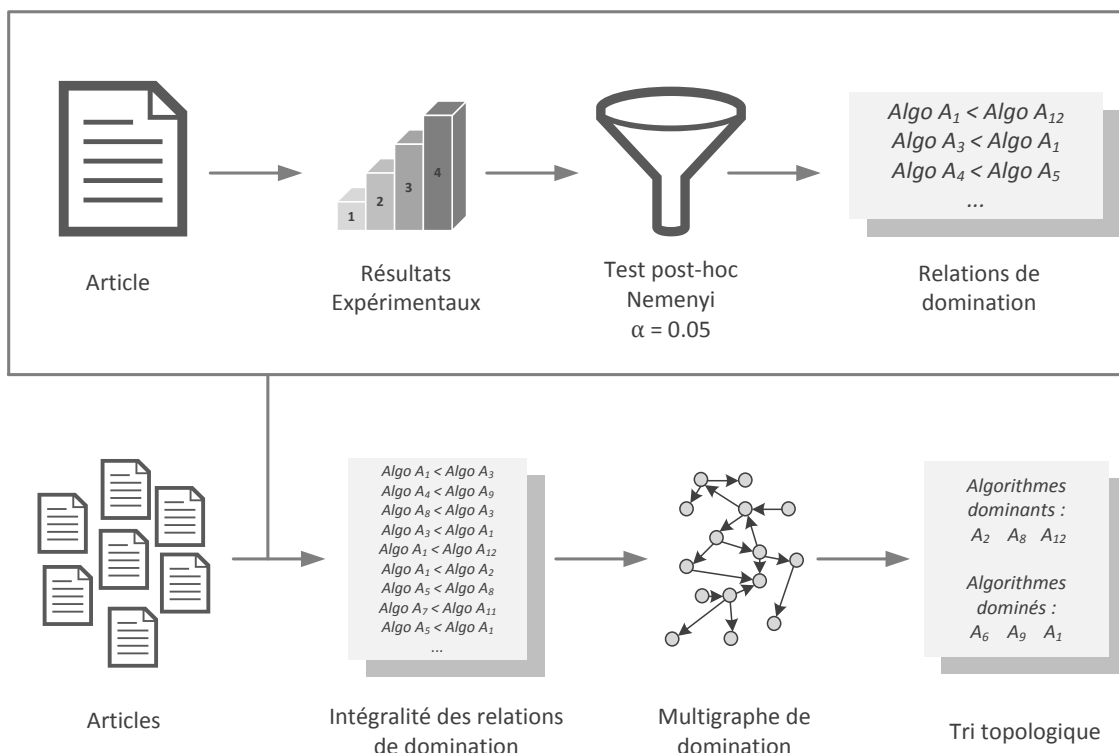 1
2
3
4
Algo A₁ < Algo A₁₂
Algo A₃ < Algo A₁
Algo A₄ < Algo A₅
...
Article
Résultats
Expérimentaux
Test post-hoc
Nemenyi
α = 0.05
Relations de
domination
Algo A₁ < Algo A₃
Algo A₄ < Algo A₉
Algo A₈ < Algo A₃
Algo A₃ < Algo A₁
Algo A₁ < Algo A₁₂
Algo A₁ < Algo A₂
Algo A₅ < Algo A₈
Algo A₇ < Algo A₁₁
Algo A₅ < Algo A₁
...
Algorithmes
dominants :
A₂ A₈ A₁₂
Algorithmes
dominés :
A₆ A₉ A₁
Articles
Intégralité des relations
de domination
Multigraphe de
domination
Tri topologique